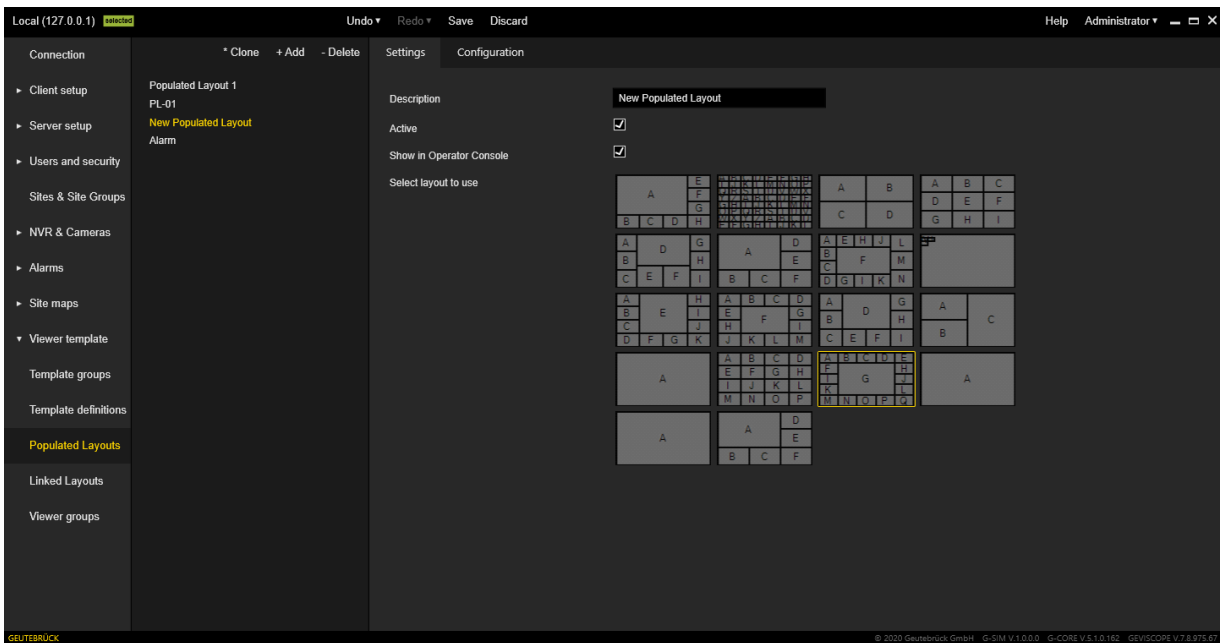 Local (127.0.0.1) selected Undo ▾ Redo ▾ Save Discard Help Administrator ▾
Connection
Client setup
Server setup
Users and security
Sites & Site Groups
NVR & Cameras
Alarms
Site maps
Viewer template
Template groups
Template definitions
Populated Layouts
Linked Layouts
Viewer groups
* Clone + Add - Delete
Populated Layout 1
PL-01
New Populated Layout
Alarm
Settings Configuration
Description New Populated Layout
Active
Show in Operator Console
Select layout to use
A E F G B C D H
A B C D
A B C D E F G H I
A D G B H C E F I
A D E B C F
A E H J L B F M C D G I K N
A H B E I C J D F G K
A B C D E F G H I J K L M
A D G B H C E F I
A C B
A
A B C D E F G H I J K L M N O P
A B C D E F H I G J K L M N O P Q
A
A
A D E B C F
GEUTEBRÜCK © 2020 Geutebrück GmbH G-SIM V.1.0.0.0 G-CORE V.5.1.0.162 GEVISCOPE V.7.8.975.67